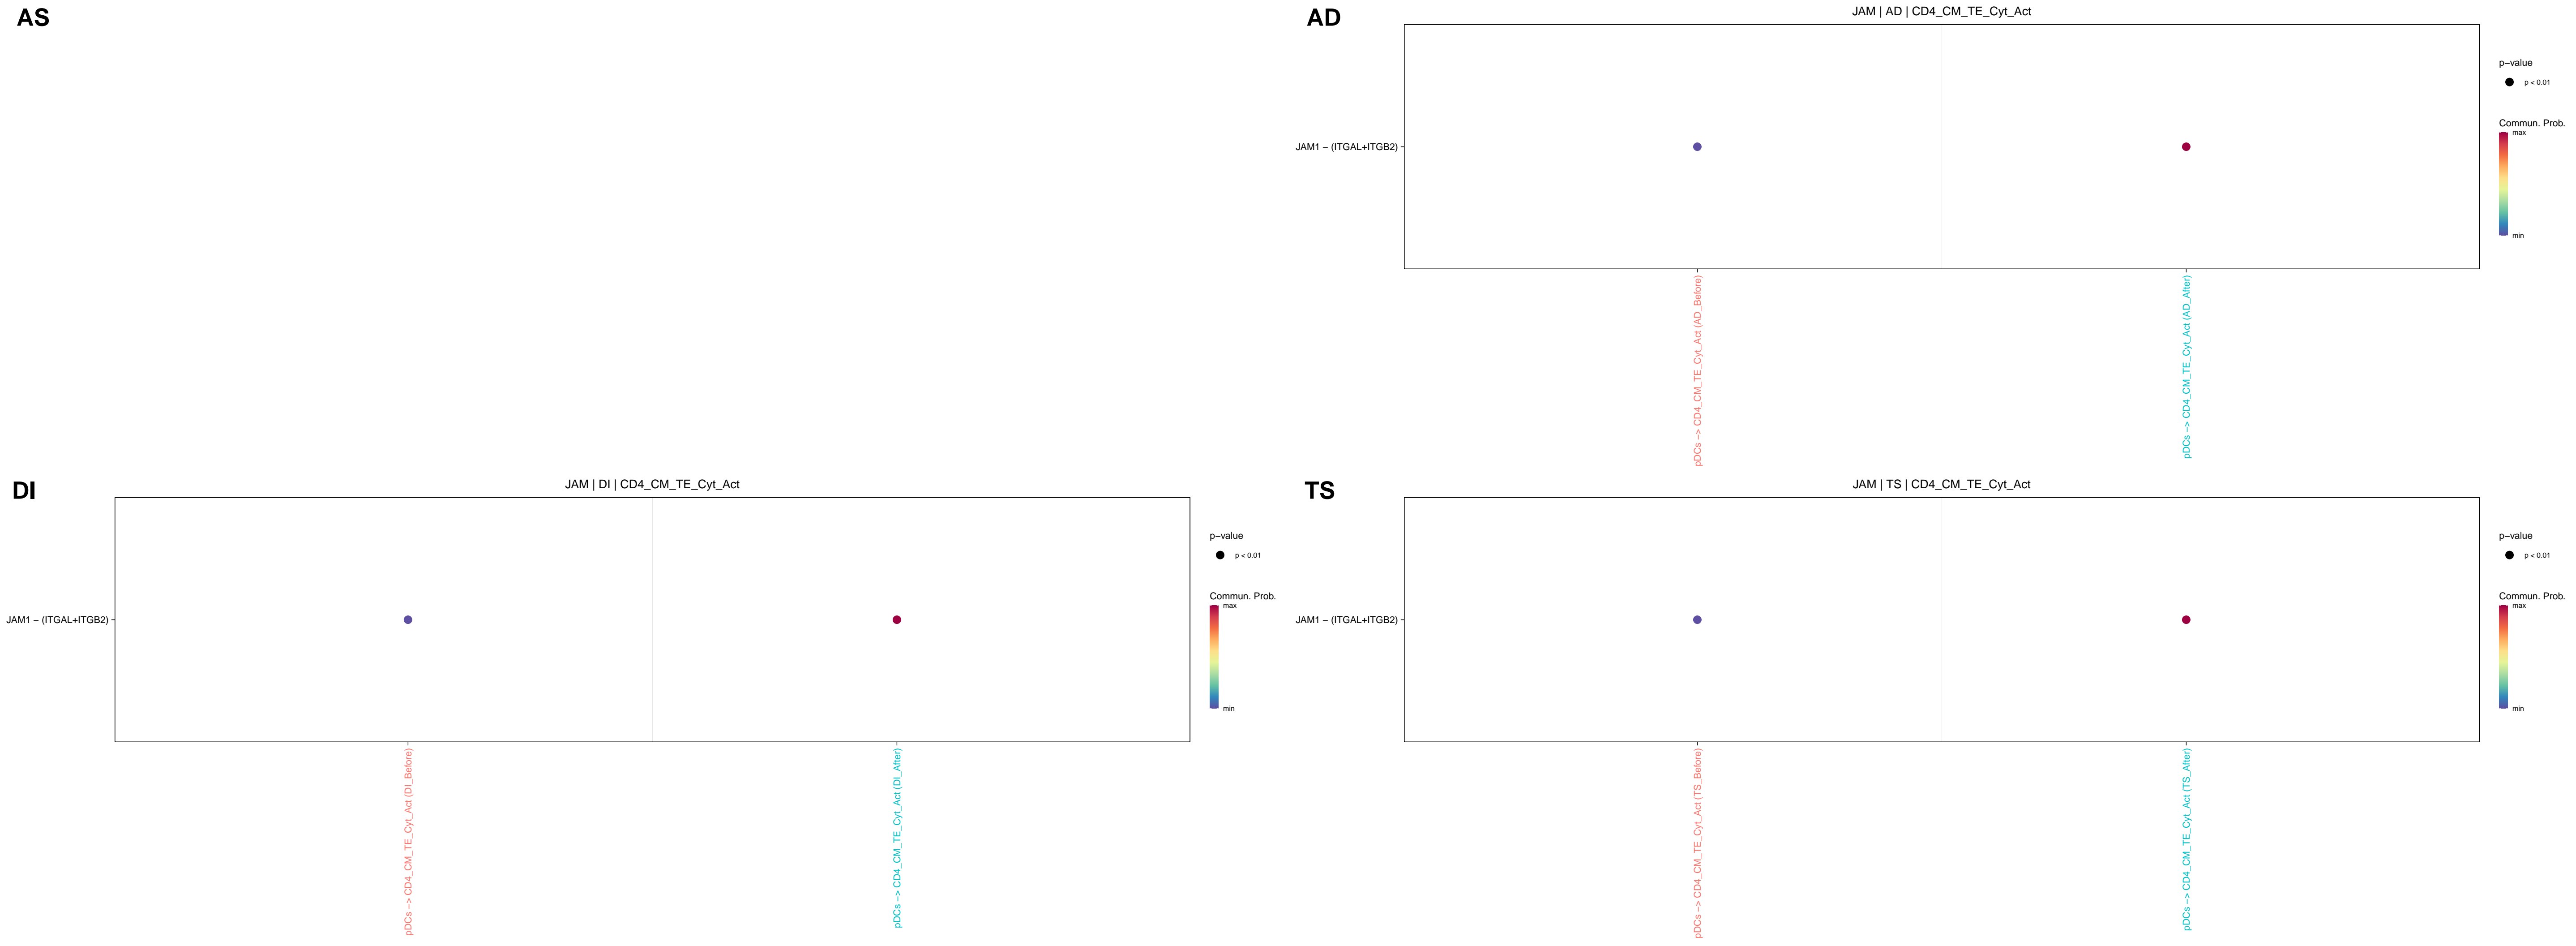 AS
AD
JAM | AD | CD4_CM_TE_Cyt_Act
JAM1 − (ITGAL+ITGB2)
pDCs −> CD4_CM_TE_Cyt_Act (AD_Before)
pDCs −> CD4_CM_TE_Cyt_Act (AD_After)
p−value
p < 0.01
Commun. Prob.
max
min
DI
JAM | DI | CD4_CM_TE_Cyt_Act
JAM1 − (ITGAL+ITGB2)
pDCs −> CD4_CM_TE_Cyt_Act (DI_Before)
pDCs −> CD4_CM_TE_Cyt_Act (DI_After)
p−value
p < 0.01
Commun. Prob.
max
min
TS
JAM | TS | CD4_CM_TE_Cyt_Act
JAM1 − (ITGAL+ITGB2)
pDCs −> CD4_CM_TE_Cyt_Act (TS_Before)
pDCs −> CD4_CM_TE_Cyt_Act (TS_After)
p−value
p < 0.01
Commun. Prob.
max
min